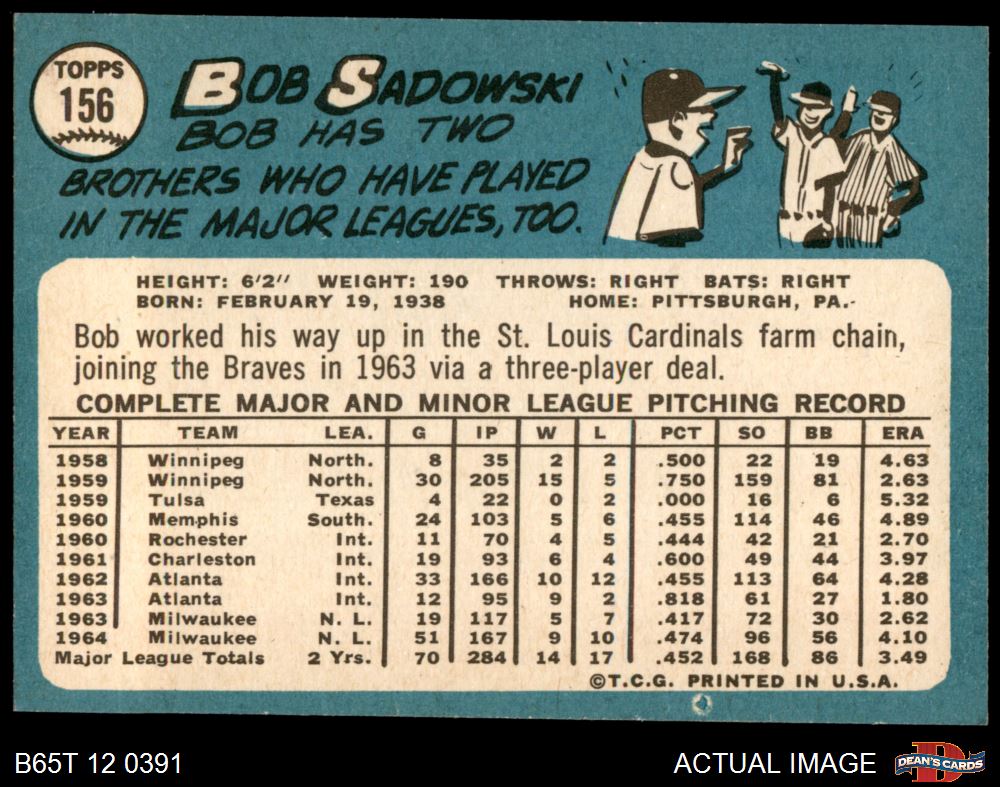 TOPPS
156
BOB SADOWSKI
BOB HAS TWO
BROTHERS WHO HAVE PLAYED
IN THE MAJOR LEAGUES, TOO.
HEIGHT: 6'2" WEIGHT: 190 THROWS: RIGHT BATS: RIGHT
BORN: FEBRUARY 19, 1938 HOME: PITTSBURGH, PA.
Bob worked his way up in the St. Louis Cardinals farm chain,
joining the Braves in 1963 via a three-player deal.
COMPLETE MAJOR AND MINOR LEAGUE PITCHING RECORD
YEAR TEAM LEA. G IP W L PCT SO BB ERA
1958 Winnipeg North. 8 35 2 2 .500 22 19 4.63
1959 Winnipeg North. 30 205 15 5 .750 159 81 2.63
1959 Tulsa Texas 4 22 0 2 .000 16 6 5.32
1960 Memphis South. 24 103 5 6 .455 114 46 4.89
1960 Rochester Int. 11 70 4 5 .444 42 21 2.70
1961 Charleston Int. 19 93 6 4 .600 49 44 3.97
1962 Atlanta Int. 33 166 10 12 .455 113 64 4.28
1963 Atlanta Int. 12 95 9 2 .818 61 27 1.80
1963 Milwaukee N. L. 19 117 5 7 .417 72 30 2.62
1964 Milwaukee N. L. 51 167 9 10 .474 96 56 4.10
Major League Totals 2 Yrs. 70 284 14 17 .452 168 86 3.49
©T.C.G. PRINTED IN U.S.A.
B65T 12 0391
ACTUAL IMAGE
DEAN'S CARDS